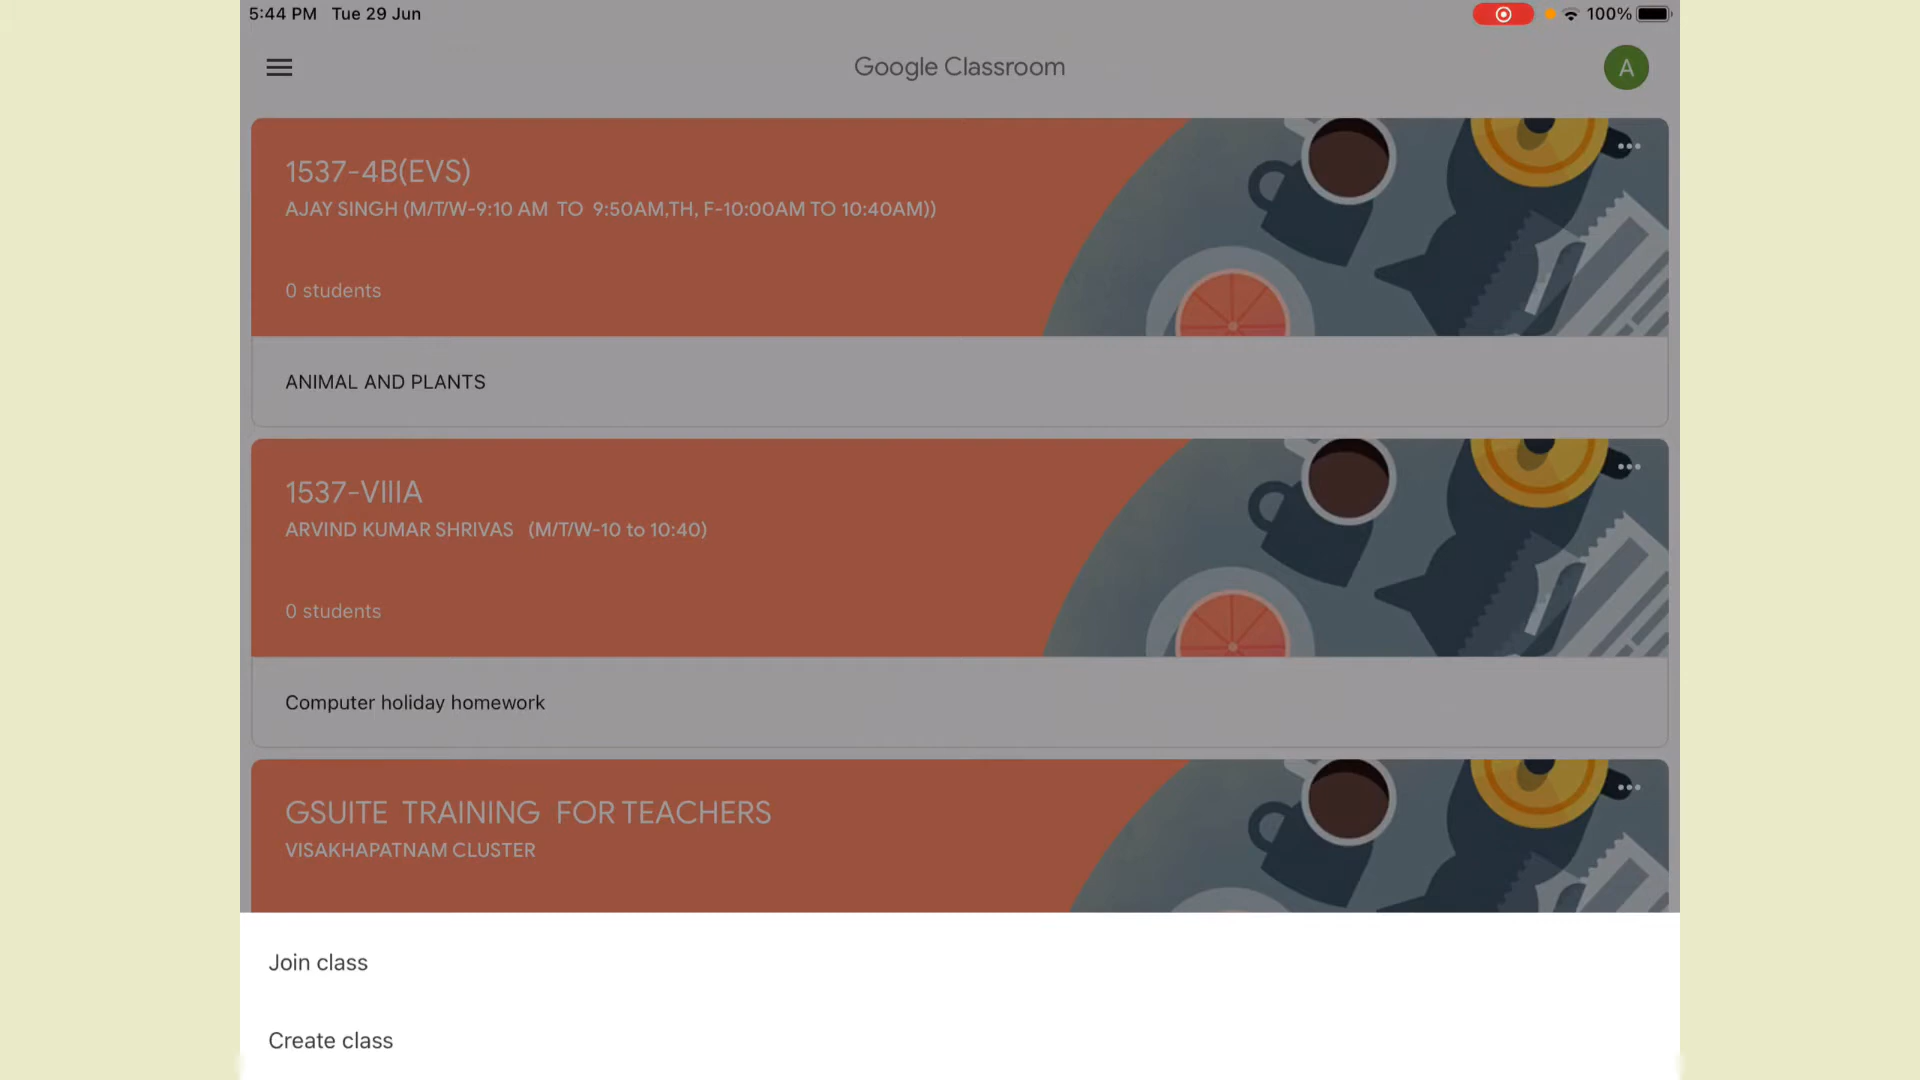 5:44 PM Tue 29 Jun
100%
Google Classroom
A
1537-4B(EVS)
AJAY SINGH (M/T/W-9:10 AM TO 9:50AM,TH, F-10:00AM TO 10:40AM))
0 students
ANIMAL AND PLANTS
1537-VIIIA
ARVIND KUMAR SHRIVAS (M/T/W-10 to 10:40)
0 students
Computer holiday homework
GSUITE TRAINING FOR TEACHERS
VISAKHAPATNAM CLUSTER
Join class
Create class